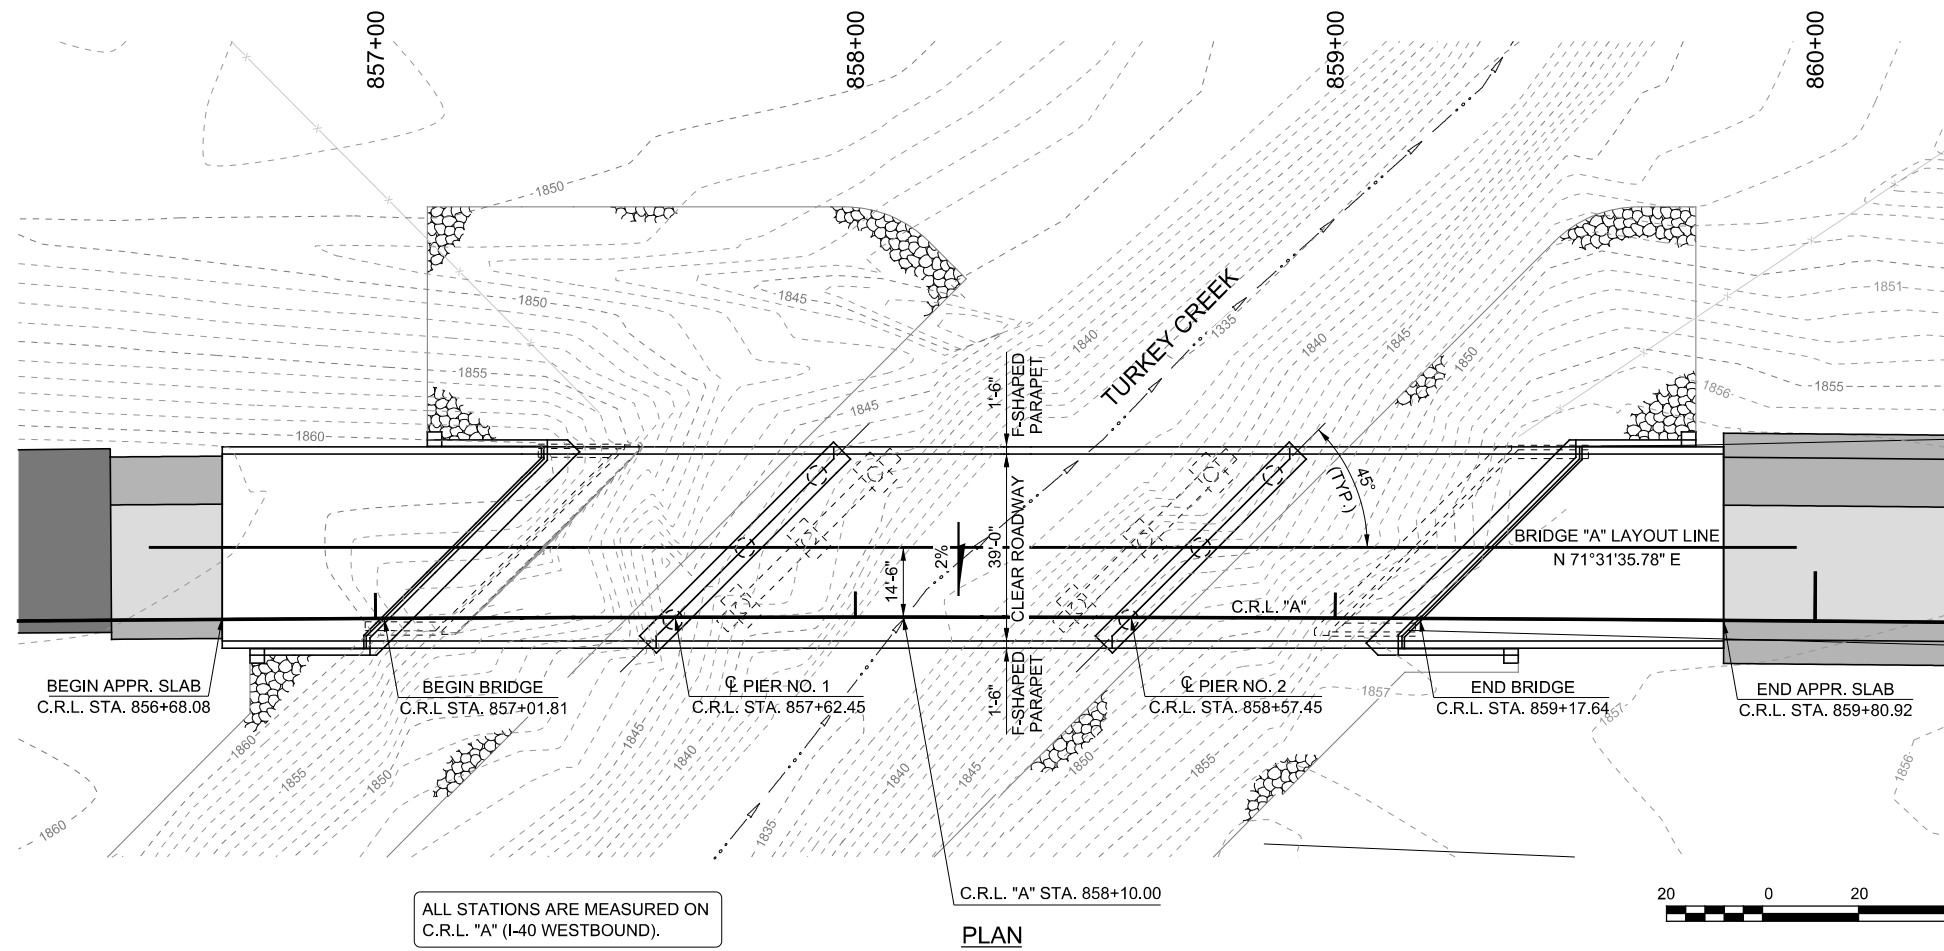 857+00
858+00
859+00
860+00
1850
1850
1845
1855
1845
1860
1840
1335
1840
1845
1850
1851
1856
1855
TURKEY CREEK
1'-6"
F-SHAPED
PARAPET
45°
(TYP.)
39'-0"
CLEAR ROADWAY
2%
14'-6"
BRIDGE "A" LAYOUT LINE
N 71°31'35.78" E
C.R.L. "A"
1'-6"
F-SHAPED
PARAPET
BEGIN APPR. SLAB
C.R.L. STA. 856+68.08
BEGIN BRIDGE
C.R.L STA. 857+01.81
℄ PIER NO. 1
C.R.L. STA. 857+62.45
℄ PIER NO. 2
C.R.L. STA. 858+57.45
END BRIDGE
C.R.L. STA. 859+17.64
END APPR. SLAB
C.R.L. STA. 859+80.92
1857
1857
1860
1855
1850
1845
1840
1840
1845
1850
1855
1856
1860
1835
C.R.L. "A" STA. 858+10.00
ALL STATIONS ARE MEASURED ON
C.R.L. "A" (I-40 WESTBOUND).
PLAN
20 0 20